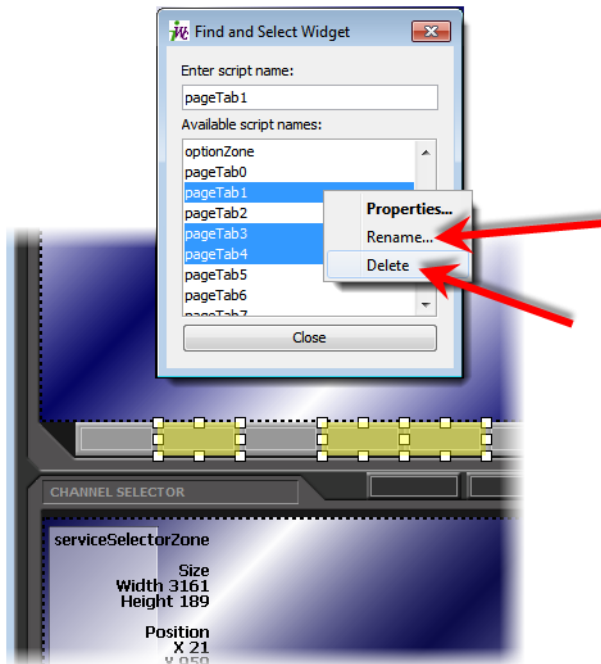 Find and Select Widget
Enter script name:
pageTab1
Available script names:
optionZone
pageTab0
pageTab1
pageTab2
pageTab3
pageTab4
pageTab5
pageTab6
pageTab7
Properties...
Rename...
Delete
Close
CHANNEL SELECTOR
serviceSelectorZone
Size
Width 3161
Height 189
Position
X 21